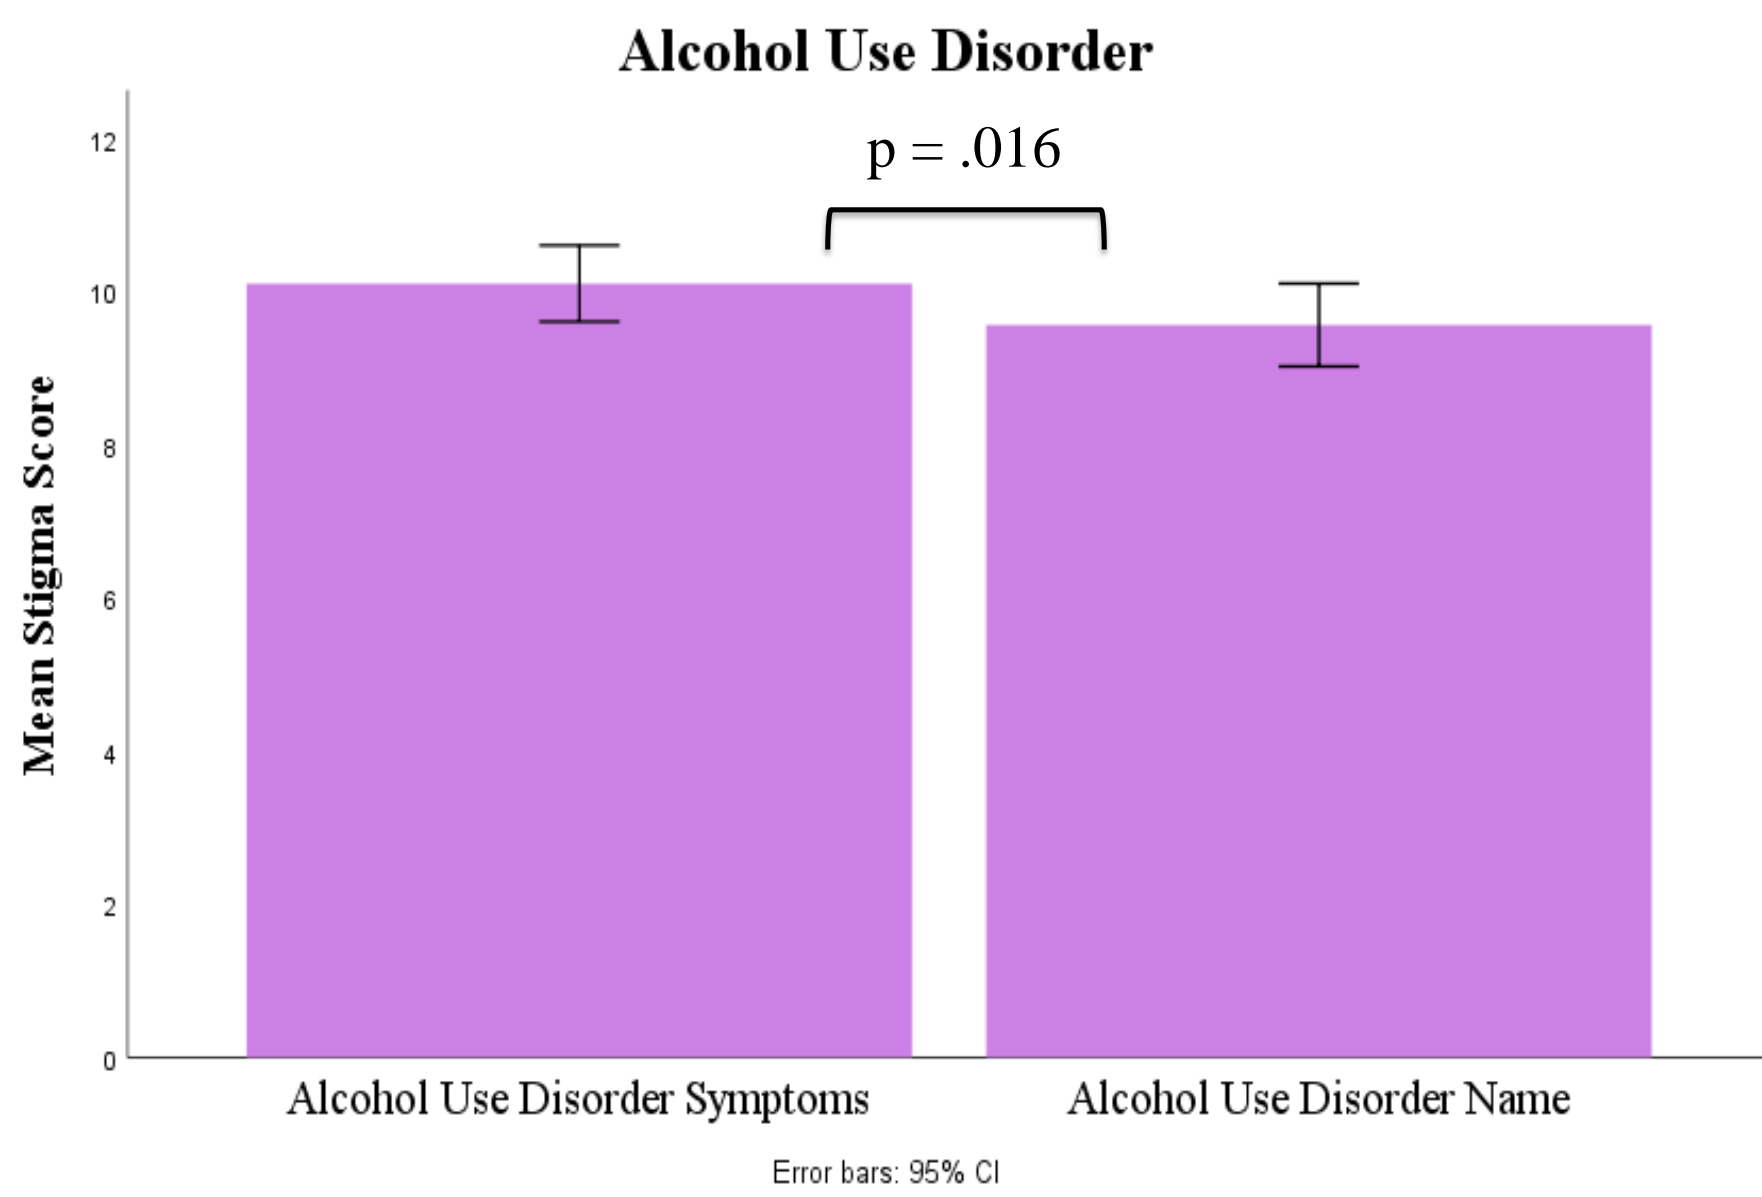 Alcohol Use Disorder
p = .016
Mean Stigma Score
12
10
8
6
4
2
0
Alcohol Use Disorder Symptoms
Alcohol Use Disorder Name
Error bars: 95% CI